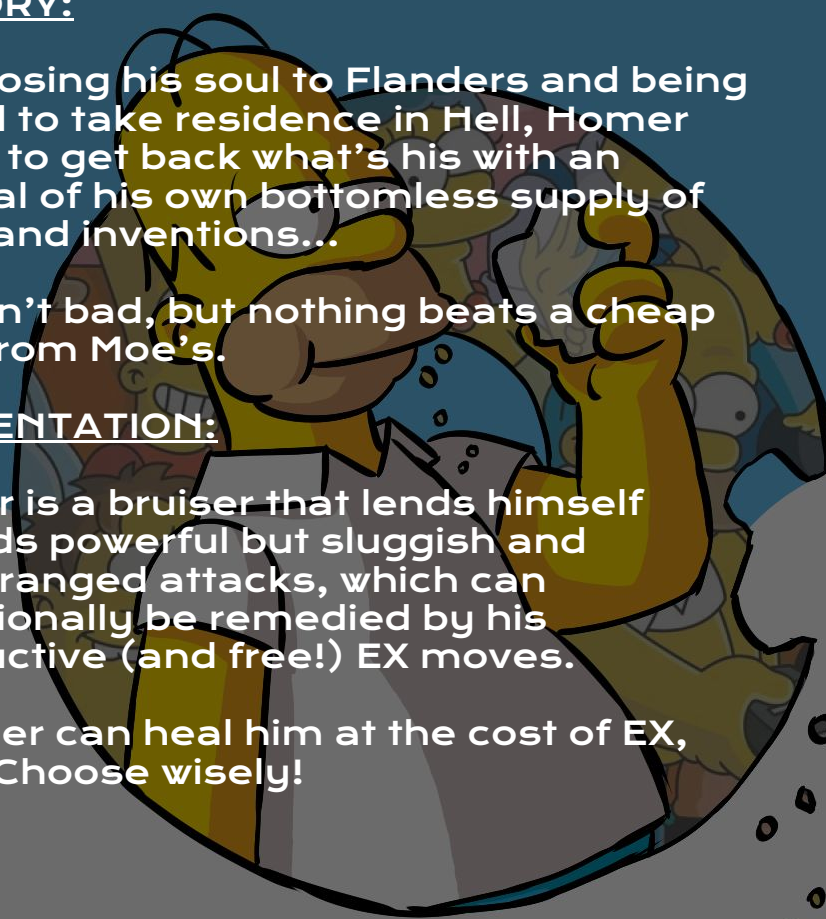 ORY:
osing his soul to Flanders and being
l to take residence in Hell, Homer
to get back what's his with an
al of his own bottomless supply of
and inventions...
n't bad, but nothing beats a cheap
rom Moe's.
ENTATION:
r is a bruiser that lends himself
ds powerful but sluggish and
ranged attacks, which can
ionally be remedied by his
uctive (and free!) EX moves.
er can heal him at the cost of EX,
Choose wisely!